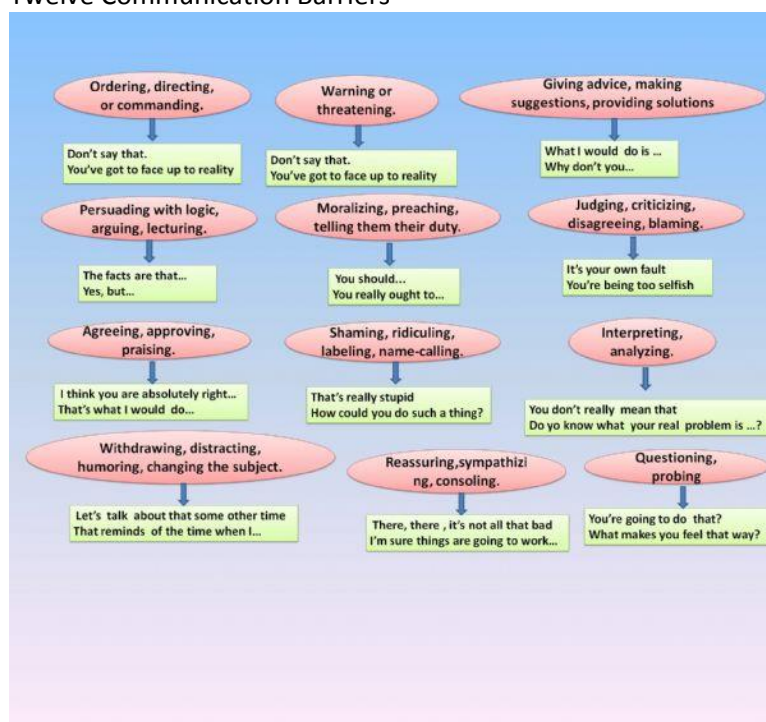 Twelve Communication Barriers
Ordering, directing,
or commanding.
Don't say that.
You've got to face up to reality
Warning or
threatening.
Don't say that.
You've got to face up to reality
Giving advice, making
suggestions, providing solutions
What I would do is ...
Why don't you...
Persuading with logic,
arguing, lecturing.
The facts are that...
Yes, but...
Moralizing, preaching,
telling them their duty.
You should...
You really ought to...
Judging, criticizing,
disagreeing, blaming.
It's your own fault
You're being too selfish
Agreeing, approving,
praising.
I think you are absolutely right...
That's what I would do...
Shaming, ridiculing,
labeling, name-calling.
That's really stupid
How could you do such a thing?
Interpreting,
analyzing.
You don't really mean that
Do yo know what your real problem is ...?
Withdrawing, distracting,
humoring, changing the subject.
Let's talk about that some other time
That reminds of the time when I...
Reassuring,sympathizi
ng, consoling.
There, there , it's not all that bad
I'm sure things are going to work...
Questioning,
probing
You're going to do that?
What makes you feel that way?